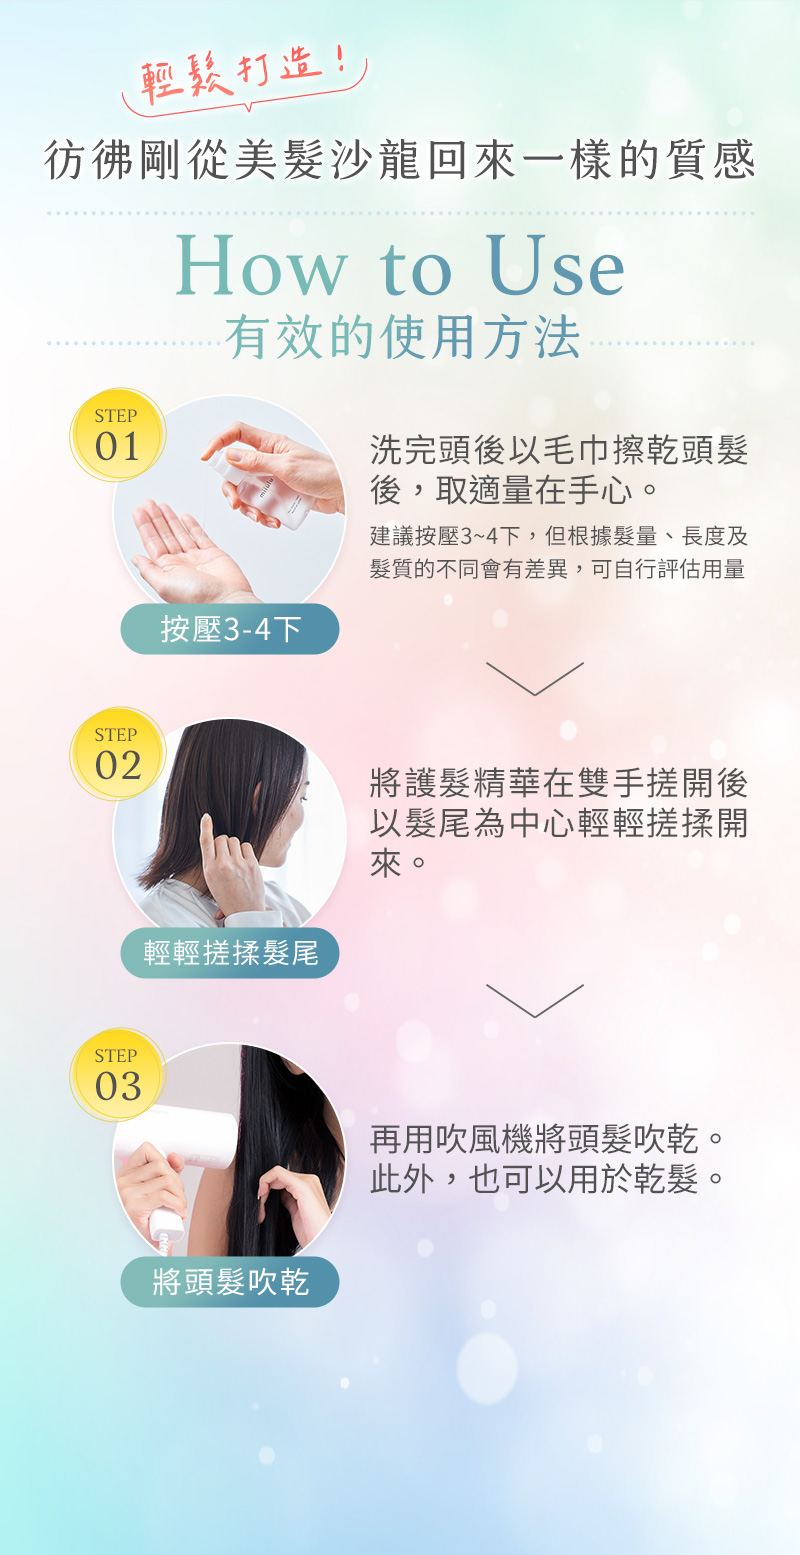 輕鬆打造！
彷彿剛從美髮沙龍回來一樣的質感
How to Use
有效的使用方法
STEP
01
洗完頭後以毛巾擦乾頭髮
後，取適量在手心。
建議按壓3~4下，但根據髮量、長度及
髮質的不同會有差異，可自行評估用量
按壓3-4下
STEP
02
將護髮精華在雙手搓開後
以髮尾為中心輕輕搓揉開
來。
輕輕搓揉髮尾
STEP
03
再用吹風機將頭髮吹乾。
此外，也可以用於乾髮。
將頭髮吹乾